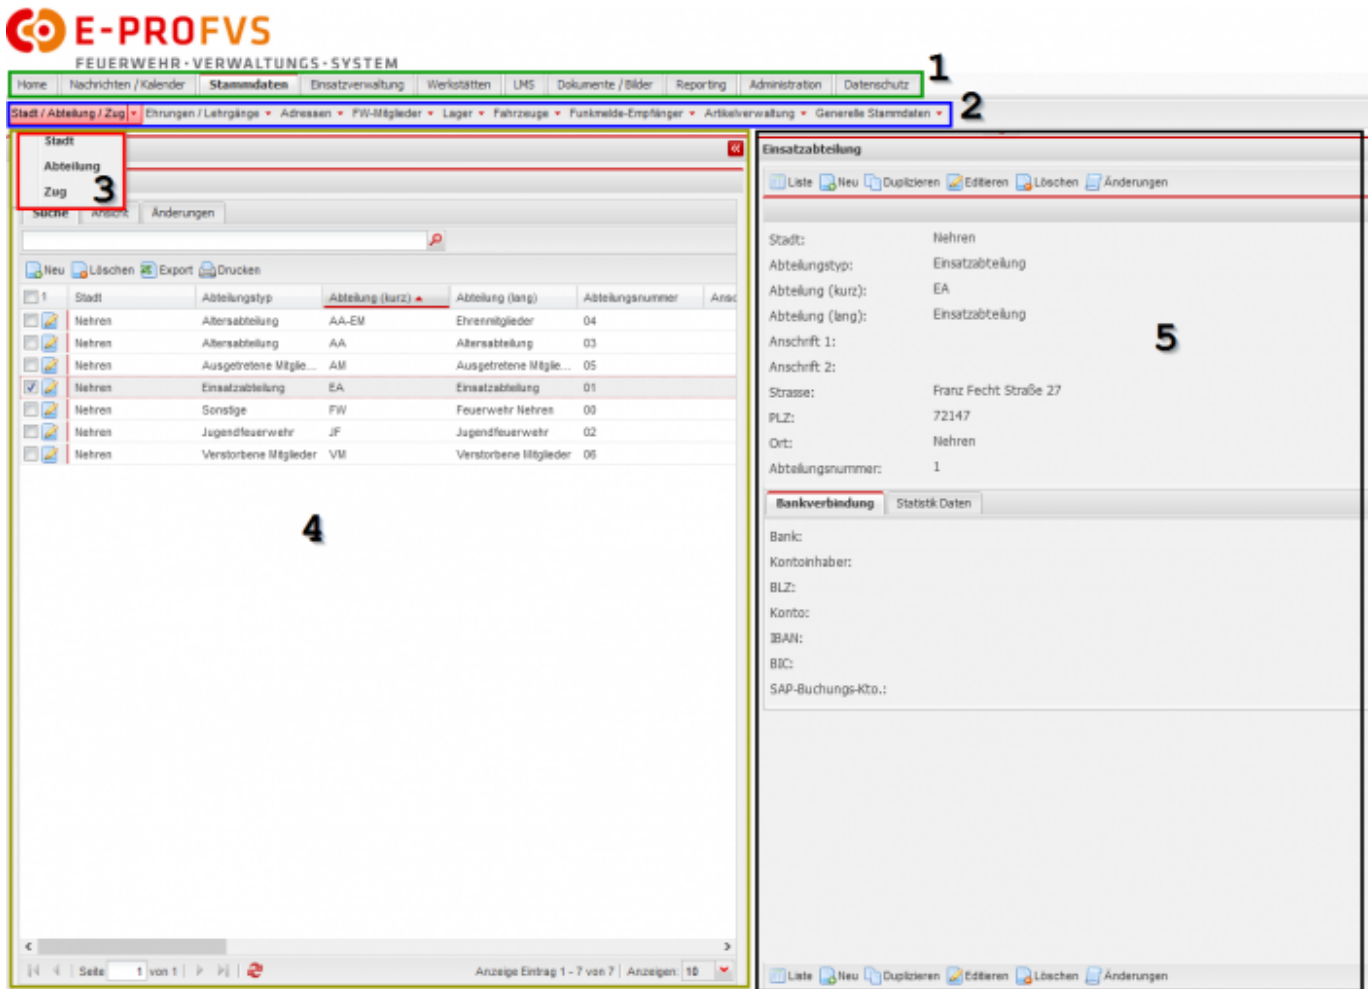 E-PROFVS
FEUERWEHR·VERWALTUNGS·SYSTEM
Home Nachrichten / Kalender Stammdaten Einsatzverwaltung Werkstätten LMS Dokumente / Bilder Reporting Administration Datenschutz 1
Stadt / Abteilung / Zug Ehrungen / Lehrgänge Adressen FW-Mitglieder Lager Fahrzeuge Funkmelde-Empfänger Artikelverwaltung Generelle Stammdaten 2
Stadt
Abteilung
Zug 3
Suche Ansicht Änderungen
Neu Löschen Export Drucken
1 Stadt Abteilungstyp Abteilung (kurz) Abteilung (lang) Abteilungsnummer Ansc
Nehren Altersabteilung AA-EM Ehrenmitglieder 04
Nehren Altersabteilung AA Altersabteilung 03
Nehren Ausgetretene Mitglie... AM Ausgetretene Mitglie... 05
Nehren Einsatzabteilung EA Einsatzabteilung 01
Nehren Sonstige FW Feuerwehr Nehren 00
Nehren Jugendfeuerwehr JF Jugendfeuerwehr 02
Nehren Verstorbene Mitglieder VM Verstorbene Mitglieder 06
4
Seite 1 von 1 Anzeige Eintrag 1 - 7 von 7 Anzeigen: 10
Einsatzabteilung
Liste Neu Duplizieren Editieren Löschen Änderungen
Stadt: Nehren
Abteilungstyp: Einsatzabteilung
Abteilung (kurz): EA
Abteilung (lang): Einsatzabteilung
Anschrift 1:
5
Anschrift 2:
Strasse: Franz Fecht Straße 27
PLZ: 72147
Ort: Nehren
Abteilungsnummer: 1
Bankverbindung Statistik Daten
Bank:
Kontoinhaber:
BLZ:
Konto:
IBAN:
BIC:
SAP-Buchungs-Kto.:
Liste Neu Duplizieren Editieren Löschen Änderungen